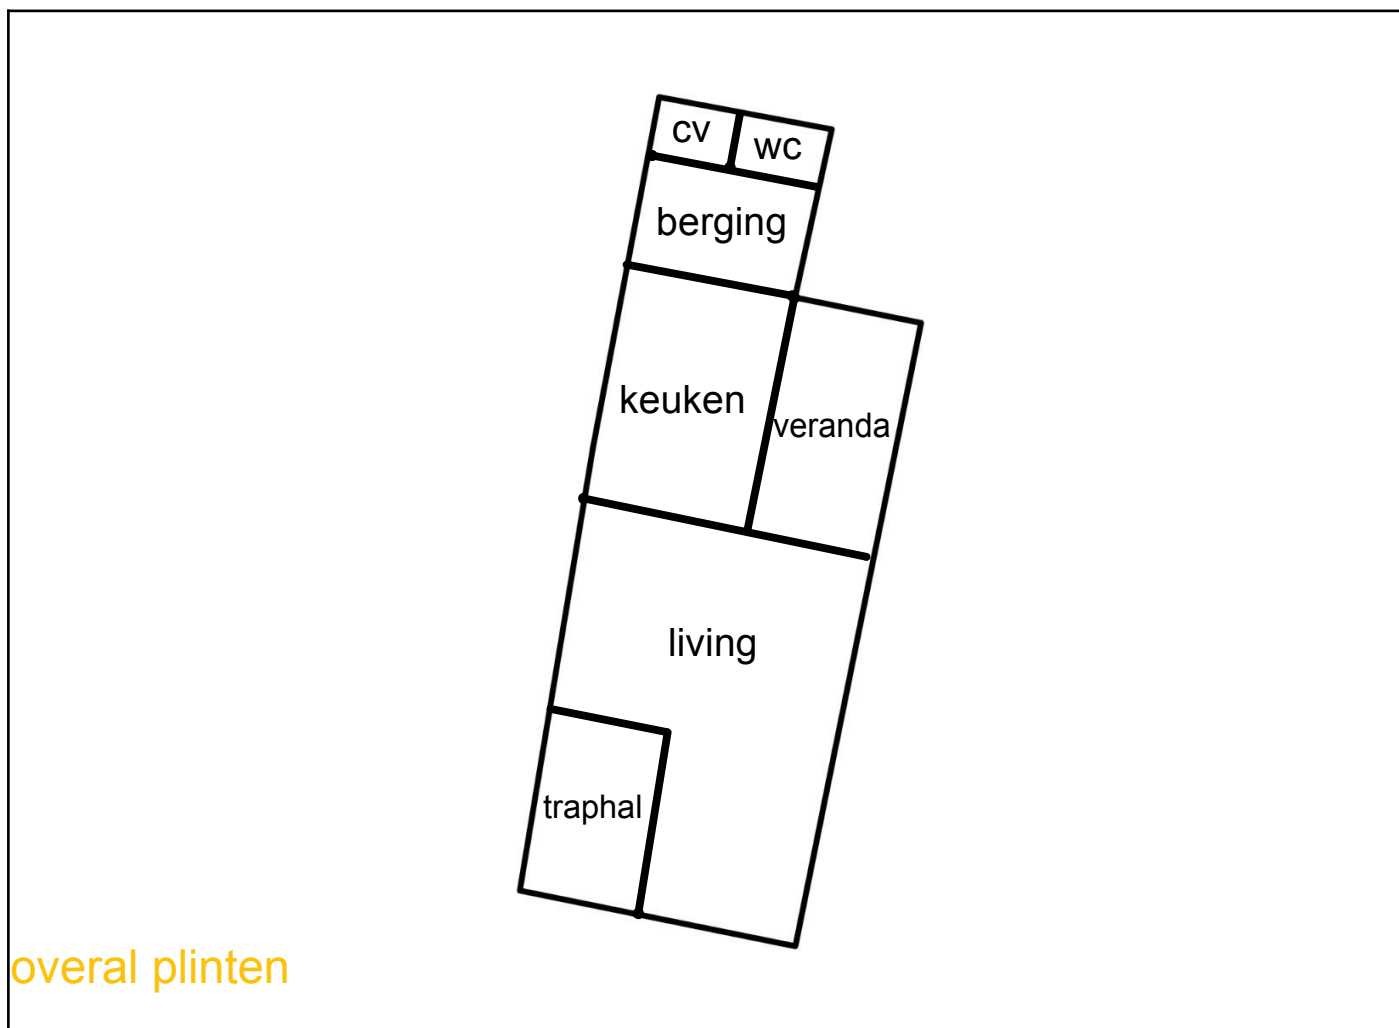 cv
wc
berging
keuken
veranda
living
traphal
overal plinten